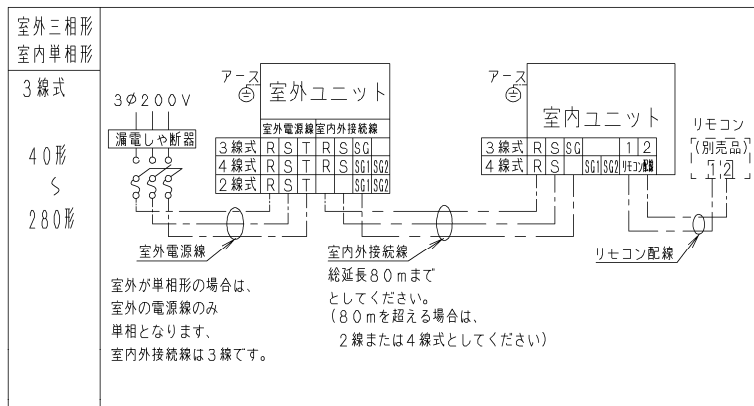 室外三相形
室内単相形
3線式
40形
〜
280形
3φ200V
漏電しゃ断器
アース
室外ユニット
室外電源線 室内外接続線
3線式 R S T R S SG
4線式 R S T R S SG1 SG2
2線式 R S T SG1 SG2
アース
室内ユニット
3線式 R S SG 1 2
4線式 R S SG1 SG2 リモコン配線
リモコン
(別売品)
1 2
室外電源線
室外が単相形の場合は、
室外の電源線のみ
単相となります、
室内外接続線は3線です。
室内外接続線
総延長80mまで
としてください。
(80mを超える場合は、
2線または4線式としてください)
リモコン配線